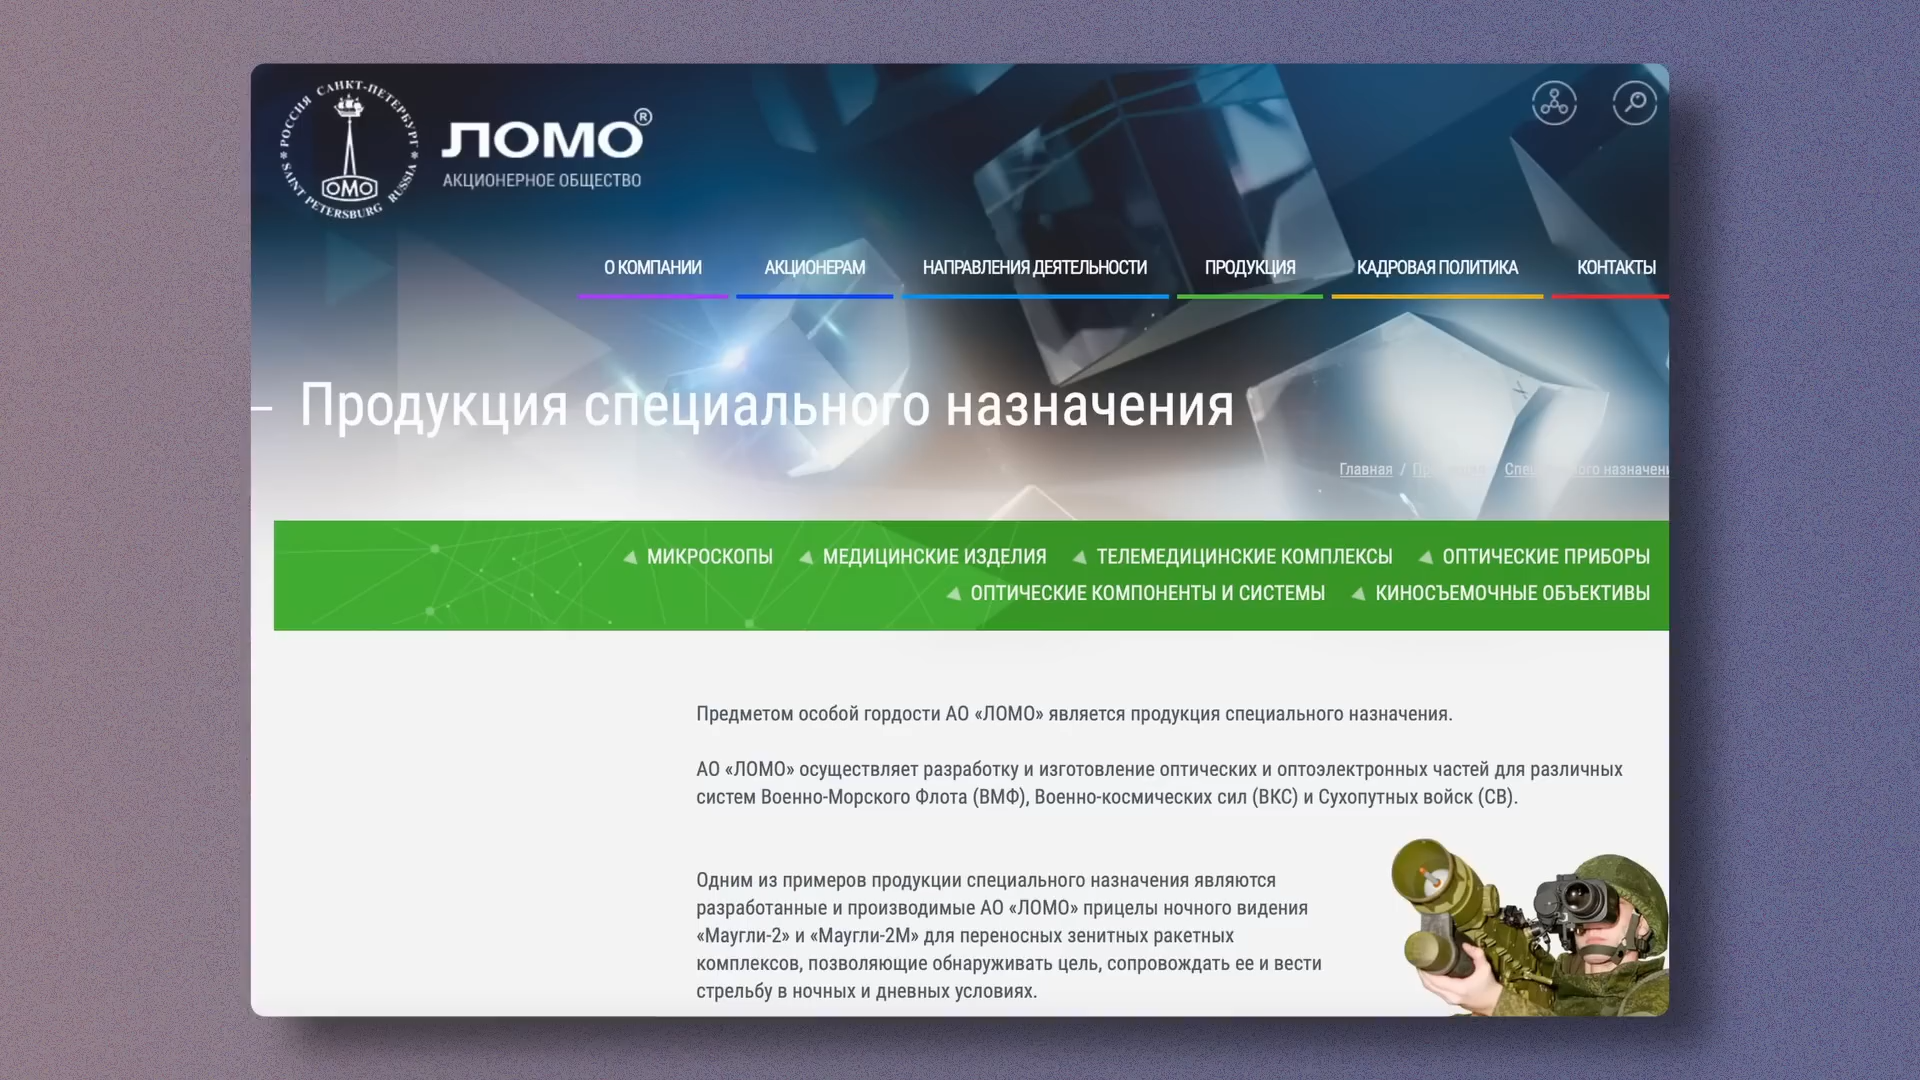 РОССИЯ САНКТ-ПЕТЕРБУРГ
SAINT PETERSBURG RUSSIA
ОМО
ЛОМО®
АКЦИОНЕРНОЕ ОБЩЕСТВО
О КОМПАНИИ АКЦИОНЕРАМ НАПРАВЛЕНИЯ ДЕЯТЕЛЬНОСТИ ПРОДУКЦИЯ КАДРОВАЯ ПОЛИТИКА КОНТАКТЫ
Продукция специального назначения
Главная /
МИКРОСКОПЫ МЕДИЦИНСКИЕ ИЗДЕЛИЯ ТЕЛЕМЕДИЦИНСКИЕ КОМПЛЕКСЫ ОПТИЧЕСКИЕ ПРИБОРЫ
ОПТИЧЕСКИЕ КОМПОНЕНТЫ И СИСТЕМЫ КИНОСЪЕМОЧНЫЕ ОБЪЕКТИВЫ
Предметом особой гордости АО «ЛОМО» является продукция специального назначения.
АО «ЛОМО» осуществляет разработку и изготовление оптических и оптоэлектронных частей для различных
систем Военно-Морского Флота (ВМФ), Военно-космических сил (ВКС) и Сухопутных войск (СВ).
Одним из примеров продукции специального назначения являются
разработанные и производимые АО «ЛОМО» прицелы ночного видения
«Маугли-2» и «Маугли-2М» для переносных зенитных ракетных
комплексов, позволяющие обнаруживать цель, сопровождать ее и вести
стрельбу в ночных и дневных условиях.